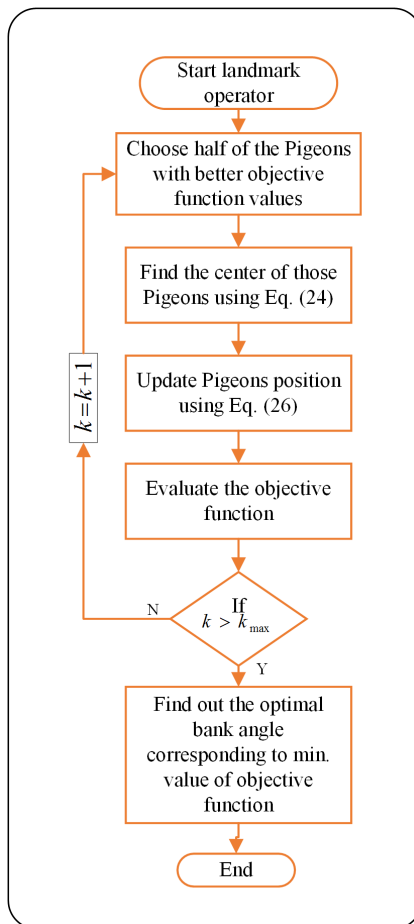 Start landmark
operator
Choose half of the Pigeons
with better objective
function values
Find the center of those
Pigeons using Eq. (24)
k = k+1
Update Pigeons position
using Eq. (26)
Evaluate the objective
function
N
If
k > k_max
Y
Find out the optimal
bank angle
corresponding to min.
value of objective
function
End